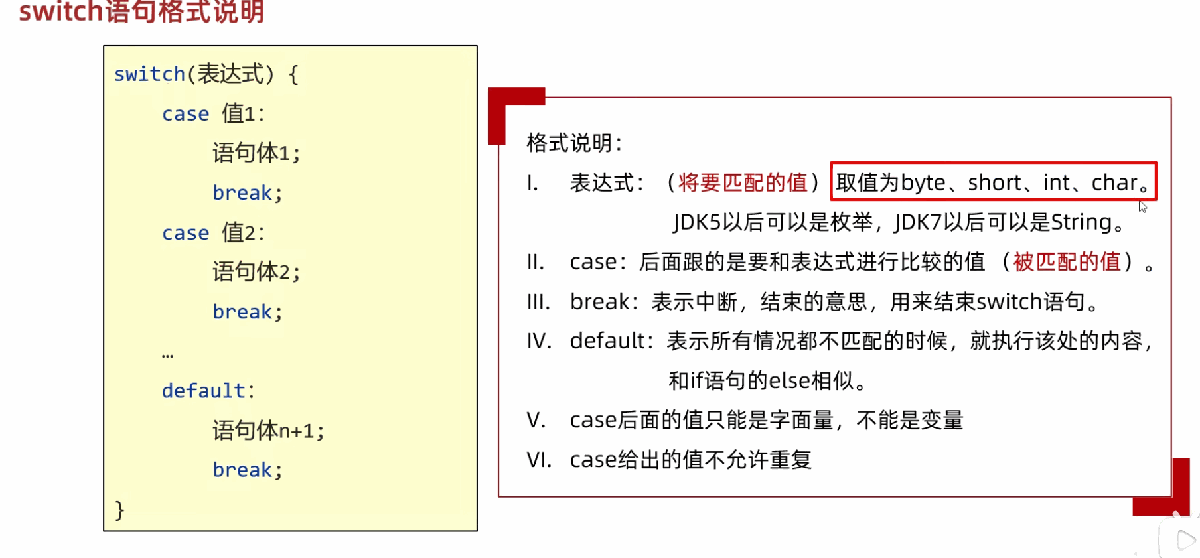 switch语句格式说明
switch(表达式) {
case 值1:
语句体1;
break;
case 值2:
语句体2;
break;
…
default:
语句体n+1;
break;
}
格式说明：
I. 表达式：（将要匹配的值）取值为byte、short、int、char。
JDK5以后可以是枚举，JDK7以后可以是String。
II. case：后面跟的是要和表达式进行比较的值（被匹配的值）。
III. break：表示中断，结束的意思，用来结束switch语句。
IV. default：表示所有情况都不匹配的时候，就执行该处的内容，
和if语句的else相似。
V. case后面的值只能是字面量，不能是变量
VI. case给出的值不允许重复